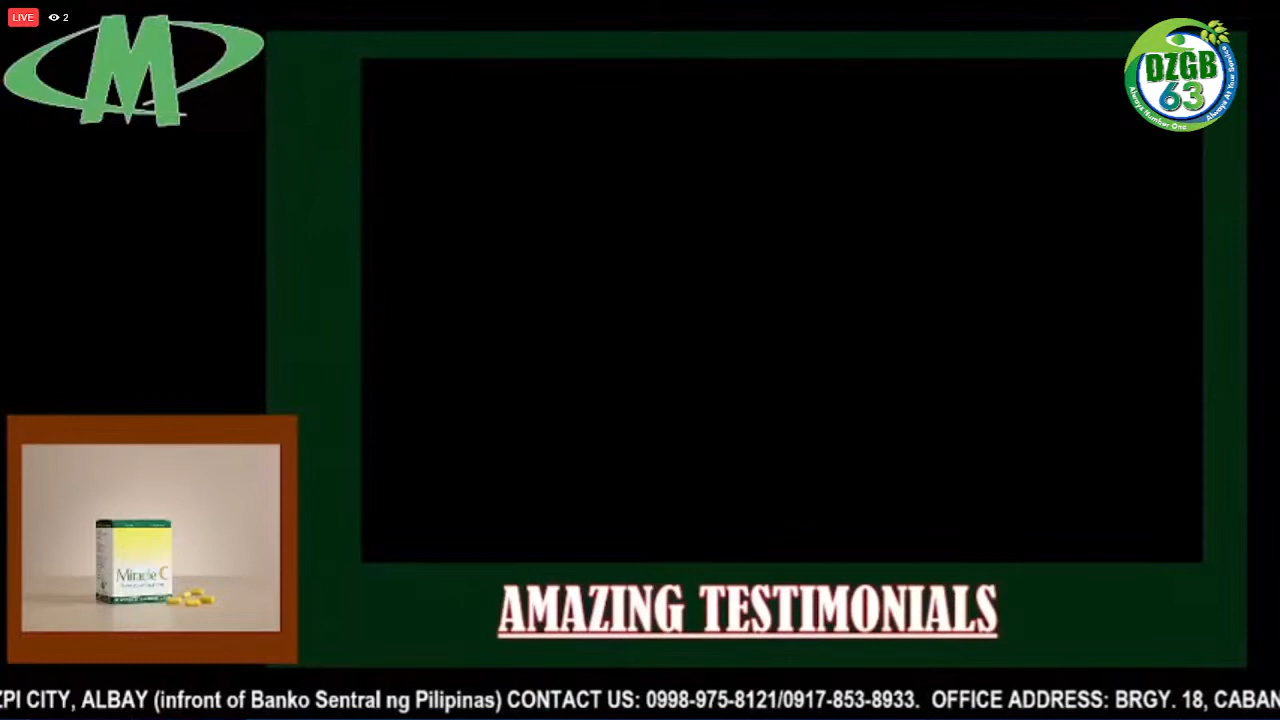 LIVE 2
M
DZGB
63
Always Number One Always At Your Service
Miracle C
AMAZING TESTIMONIALS
ZPI CITY, ALBAY (infront of Banko Sentral ng Pilipinas) CONTACT US: 0998-975-8121/0917-853-8933. OFFICE ADDRESS: BRGY. 18, CABAN